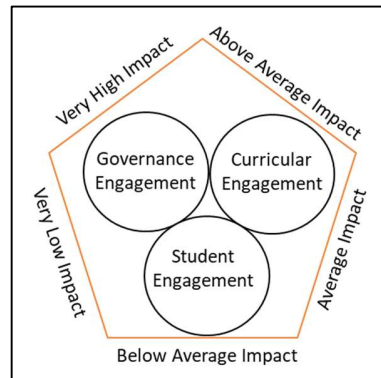 Very High Impact
Above Average Impact
Governance
Engagement
Curricular
Engagement
Very Low Impact
Average Impact
Student
Engagement
Below Average Impact